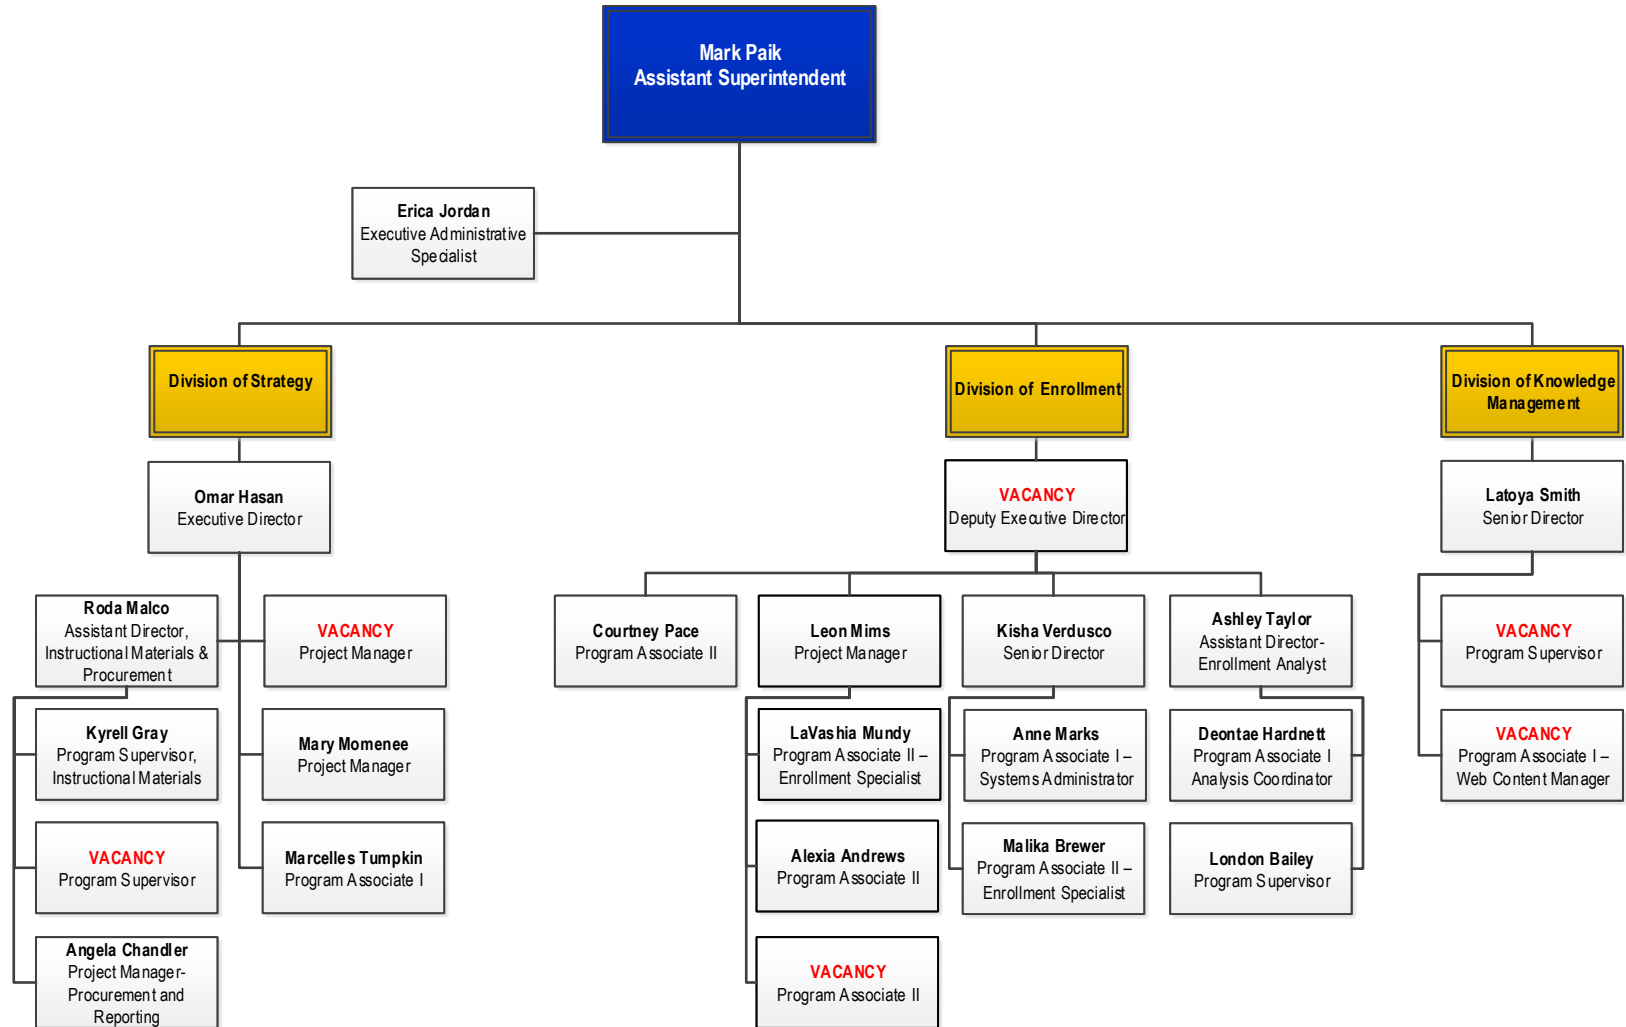 Mark Paik
Assistant Superintendent
Erica Jordan
Executive Administrative
Specialist
Division of Strategy
Division of Enrollment
Division of Knowledge
Management
Omar Hasan
Executive Director
VACANCY
Deputy Executive Director
Latoya Smith
Senior Director
Roda Malco
Assistant Director,
Instructional Materials &
Procurement
VACANCY
Project Manager
Kyrell Gray
Program Supervisor,
Instructional Materials
Mary Momenee
Project Manager
VACANCY
Program Supervisor
Marcelles Tumpkin
Program Associate I
Angela Chandler
Project Manager-
Procurement and
Reporting
Courtney Pace
Program Associate II
Leon Mims
Project Manager
LaVashia Mundy
Program Associate II –
Enrollment Specialist
Alexia Andrews
Program Associate II
VACANCY
Program Associate II
Kisha Verdusco
Senior Director
Anne Marks
Program Associate I –
Systems Administrator
Malika Brewer
Program Associate II –
Enrollment Specialist
Ashley Taylor
Assistant Director-
Enrollment Analyst
Deontae Hardnett
Program Associate I
Analysis Coordinator
London Bailey
Program Supervisor
VACANCY
Program Supervisor
VACANCY
Program Associate I –
Web Content Manager